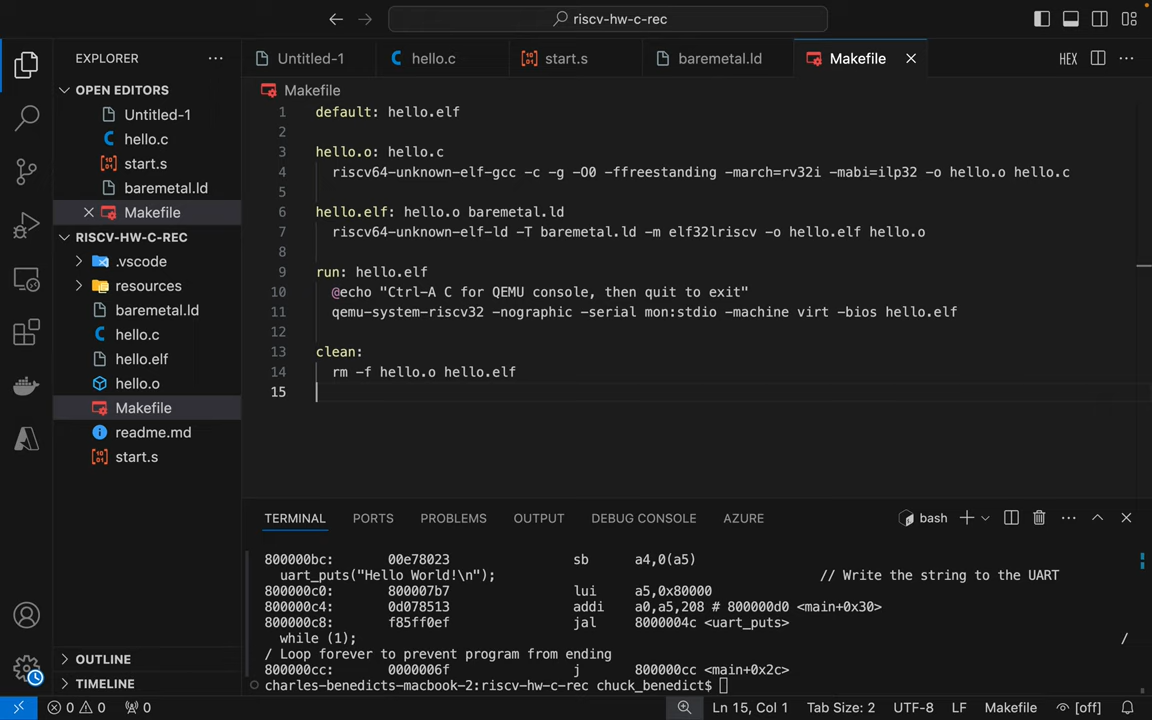 riscv-hw-c-rec
EXPLORER
Untitled-1
hello.c
start.s
baremetal.ld
Makefile
HEX
OPEN EDITORS
Untitled-1
hello.c
start.s
baremetal.ld
Makefile
RISCV-HW-C-REC
.vscode
resources
baremetal.ld
hello.c
hello.elf
hello.o
Makefile
readme.md
start.s
OUTLINE
TIMELINE
Makefile
1 default: hello.elf
2
3 hello.o: hello.c
4 riscv64-unknown-elf-gcc -c -g -O0 -ffreestanding -march=rv32i -mabi=ilp32 -o hello.o hello.c
5
6 hello.elf: hello.o baremetal.ld
7 riscv64-unknown-elf-ld -T baremetal.ld -m elf32lriscv -o hello.elf hello.o
8
9 run: hello.elf
10 @echo "Ctrl-A C for QEMU console, then quit to exit"
11 qemu-system-riscv32 -nographic -serial mon:stdio -machine virt -bios hello.elf
12
13 clean:
14 rm -f hello.o hello.elf
15
TERMINAL PORTS PROBLEMS OUTPUT DEBUG CONSOLE AZURE
bash
800000bc: 00e78023 sb a4,0(a5)
uart_puts("Hello World!\n"); // Write the string to the UART
800000c0: 800007b7 lui a5,0x80000
800000c4: 0d078513 addi a0,a5,208 # 800000d0 <main+0x30>
800000c8: f85ff0ef jal 8000004c <uart_puts>
while (1); /
/ Loop forever to prevent program from ending
800000cc: 0000006f j 800000cc <main+0x2c>
charles-benedicts-macbook-2:riscv-hw-c-rec chuck_benedict$
0 0 0 Ln 15, Col 1 Tab Size: 2 UTF-8 LF Makefile [off]